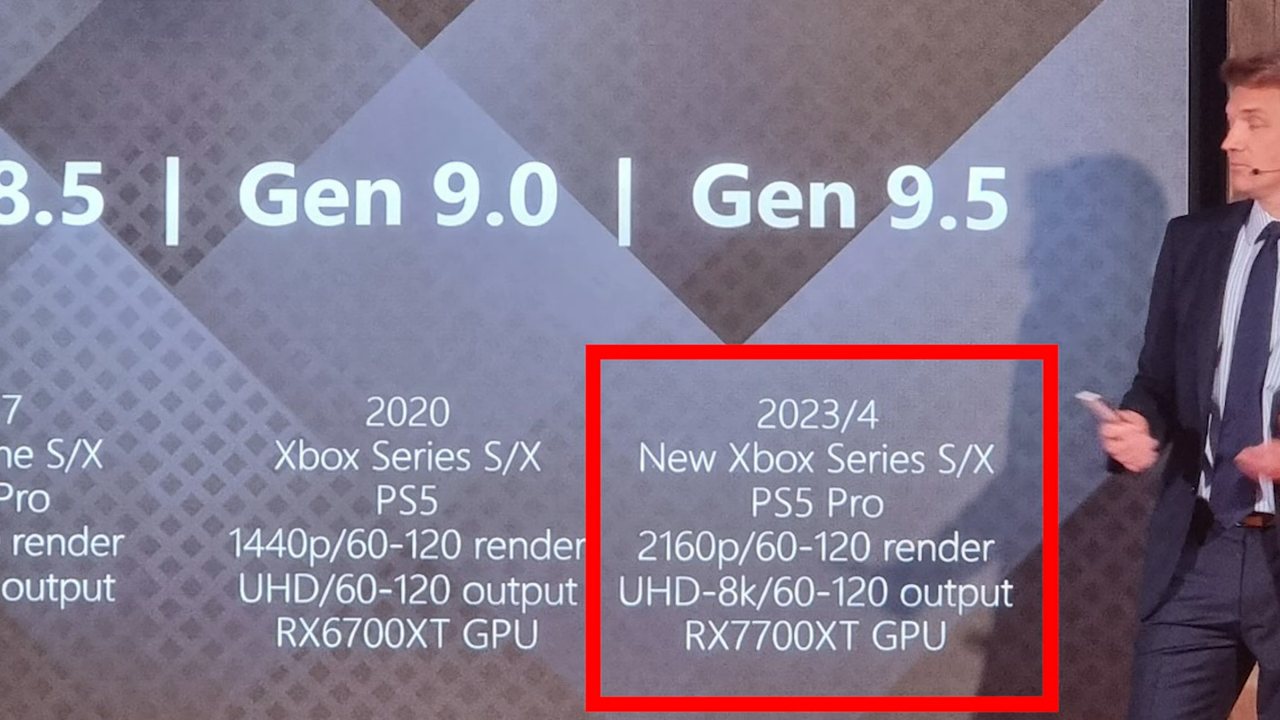 8.5 | Gen 9.0 | Gen 9.5
7
ne S/X
Pro
render
output
2020
Xbox Series S/X
PS5
1440p/60-120 render
UHD/60-120 output
RX6700XT GPU
2023/4
New Xbox Series S/X
PS5 Pro
2160p/60-120 render
UHD-8k/60-120 output
RX7700XT GPU